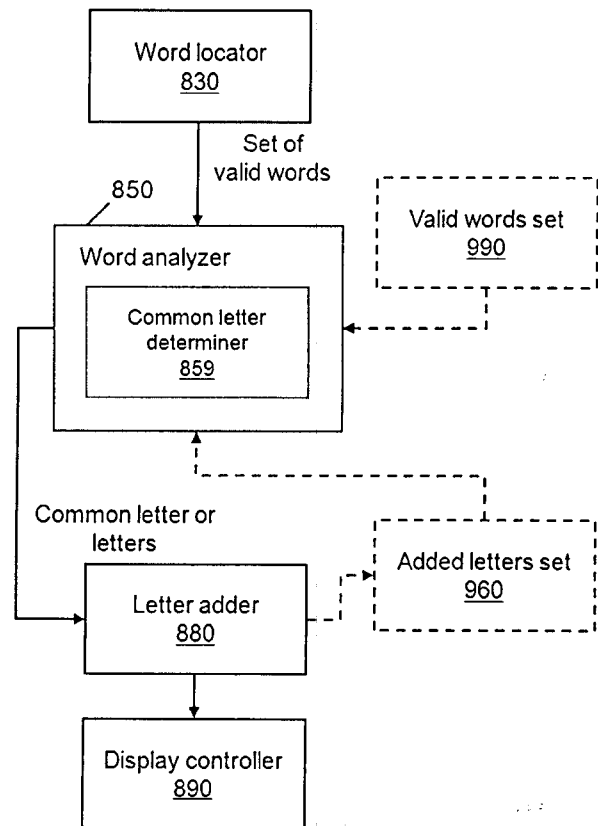 Word locator
830
Set of
valid words
850
Valid words set
990
Word analyzer
Common letter
determiner
859
Common letter or
letters
Added letters set
960
Letter adder
880
Display controller
890